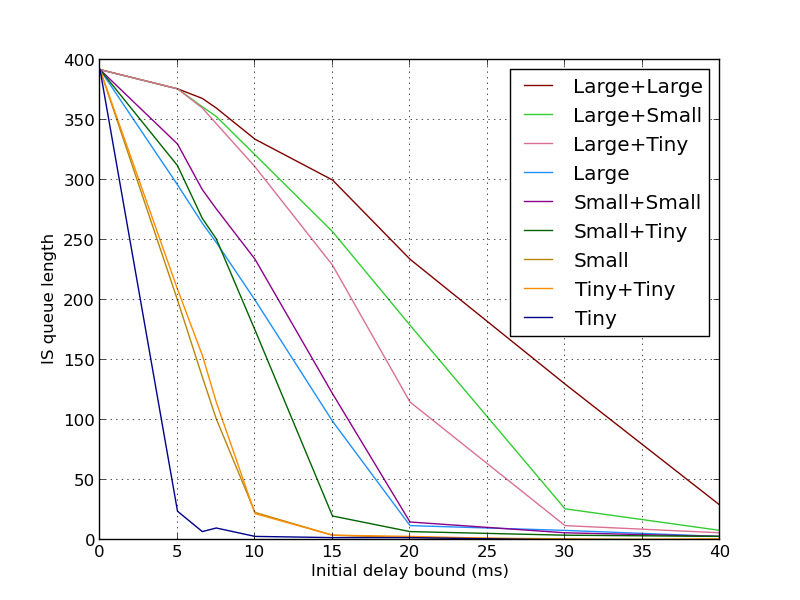 400
350
300
250
200
150
100
50
0
IS queue length
Large+Large
Large+Small
Large+Tiny
Large
Small+Small
Small+Tiny
Small
Tiny+Tiny
Tiny
0 5 10 15 20 25 30 35 40
Initial delay bound (ms)